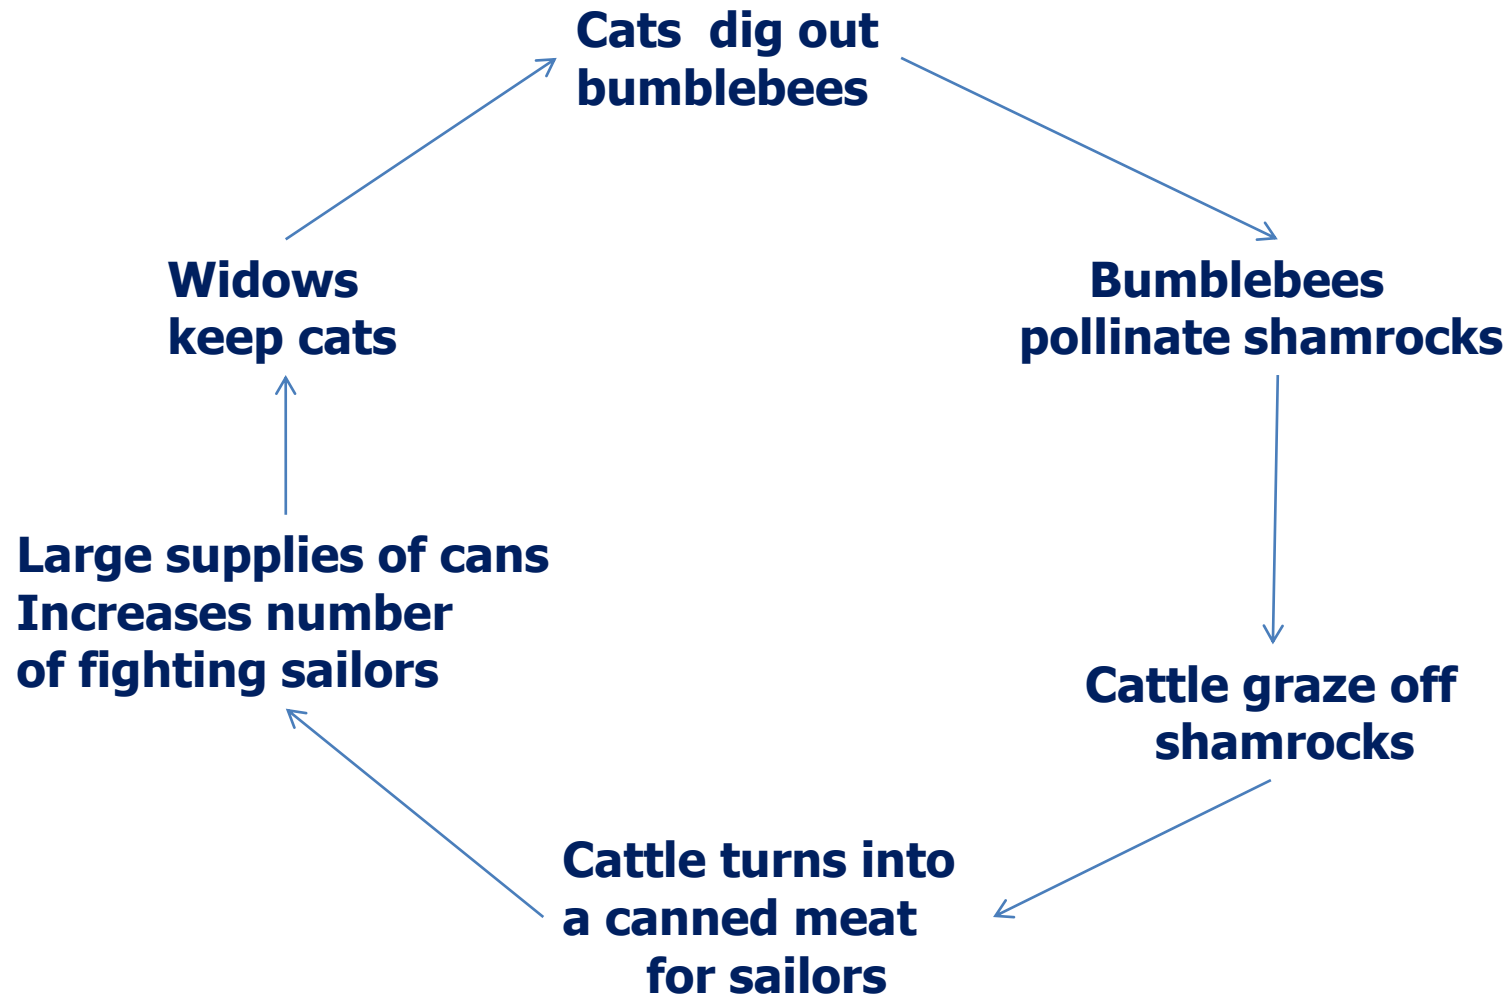 Cats  dig out
bumblebees
Bumblebees
pollinate shamrocks
Cattle graze off
shamrocks
Cattle turns into
a canned meat
for sailors
Large supplies of cans
Increases number
of fighting sailors
Widows
keep cats